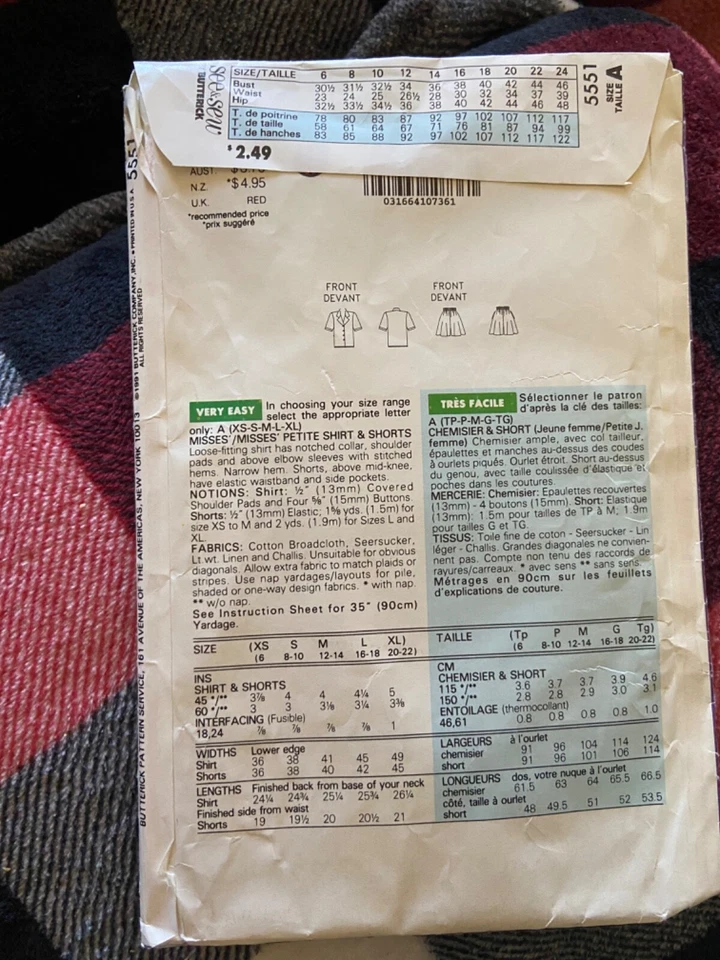 see&sew
BUTTERICK
SIZE/TAILLE 6 8 10 12 14 16 18 20 22 24
Bust 30½ 31½ 32½ 34 36 38 40 42 44 46
Waist 23 24 25 26½ 28 30 32 34 37 39
Hip 32½ 33½ 34½ 36 38 40 42 44 46 48
T. de poitrine 78 80 83 87 92 97 102 107 112 117
T. de taille 58 61 64 67 71 76 81 87 94 99
T. de hanches 83 85 88 92 97 102 107 112 117 122
5551
SIZE
TAILLE A
$2.49
AUST.
N.Z. *$4.95
U.K. RED
*recommended price
*prix suggéré
031664107361
5551
BUTTERICK PATTERN SERVICE, 161 AVENUE OF THE AMERICAS, NEW YORK 10013 ©1991 BUTTERICK COMPANY, INC. • PRINTED IN U.S.A.
ALL RIGHTS RESERVED
FRONT
DEVANT
FRONT
DEVANT
VERY EASY In choosing your size range
select the appropriate letter
only: A (XS-S-M-L-XL)
MISSES'/MISSES' PETITE SHIRT & SHORTS
Loose-fitting shirt has notched collar, shoulder
pads and above elbow sleeves with stitched
hems. Narrow hem. Shorts, above mid-knee,
have elastic waistband and side pockets.
NOTIONS: Shirt: ½" (13mm) Covered
Shoulder Pads and Four ⅝" (15mm) Buttons.
Shorts: ½" (13mm) Elastic; 1⅝ yds. (1.5m) for
size XS to M and 2 yds. (1.9m) for Sizes L and
XL.
FABRICS: Cotton Broadcloth, Seersucker,
Lt wt. Linen and Challis. Unsuitable for obvious
diagonals. Allow extra fabric to match plaids or
stripes. Use nap yardages/layouts for pile,
shaded or one-way design fabrics. * with nap.
** w/o nap.
See Instruction Sheet for 35" (90cm)
Yardage.
SIZE (XS S M L XL)
(6 8-10 12-14 16-18 20-22)
INS
SHIRT & SHORTS
45 */** 3⅞ 4 4 4¼ 5
60 */** 3 3 3⅛ 3¼ 3⅜
INTERFACING (Fusible)
18,24 ⅞ ⅞ ⅞ ⅞ 1
WIDTHS Lower edge
Shirt 36 38 41 45 49
Shorts 36 38 40 42 45
LENGTHS Finished back from base of your neck
Shirt 24¼ 24¾ 25¼ 25¾ 26¼
Finished side from waist
Shorts 19 19½ 20 20½ 21
TRÈS FACILE Sélectionner le patron
d'après la clé des tailles:
A (TP-P-M-G-TG)
CHEMISIER & SHORT (Jeune femme/Petite J.
femme) Chemisier ample, avec col tailleur,
épaulettes et manches au-dessus des coudes
à ourlets piqués. Ourlet étroit. Short au-dessus
du genou, avec taille coulissée d'élastique et
poches dans les coutures.
MERCERIE: Chemisier: Epaulettes recouvertes
(13mm) - 4 boutons (15mm). Short: Elastique
(13mm): 1.5m pour tailles de TP à M, 1.9m
pour tailles G et TG.
TISSUS: Toile fine de coton - Seersucker - Lin
léger - Challis. Grandes diagonales ne convien-
nent pas. Compte non tenu des raccords de
rayures/carreaux. * avec sens ** sans sens.
Métrages en 90cm sur les feuillets
d'explications de couture.
TAILLE (Tp P M G Tg)
(6 8-10 12-14 16-18 20-22)
CM
CHEMISIER & SHORT
115 */** 3.6 3.7 3.7 3.9 4.6
150 */** 2.8 2.8 2.9 3.0 3.1
ENTOILAGE (thermocollant)
46,61 0.8 0.8 0.8 0.8 1.0
LARGEURS à l'ourlet
chemisier 91 96 104 114 124
short 91 96 101 106 114
LONGUEURS dos, votre nuque à l'ourlet
chemisier 61.5 63 64 65.5 66.5
côté, taille à ourlet
short 48 49.5 51 52 53.5